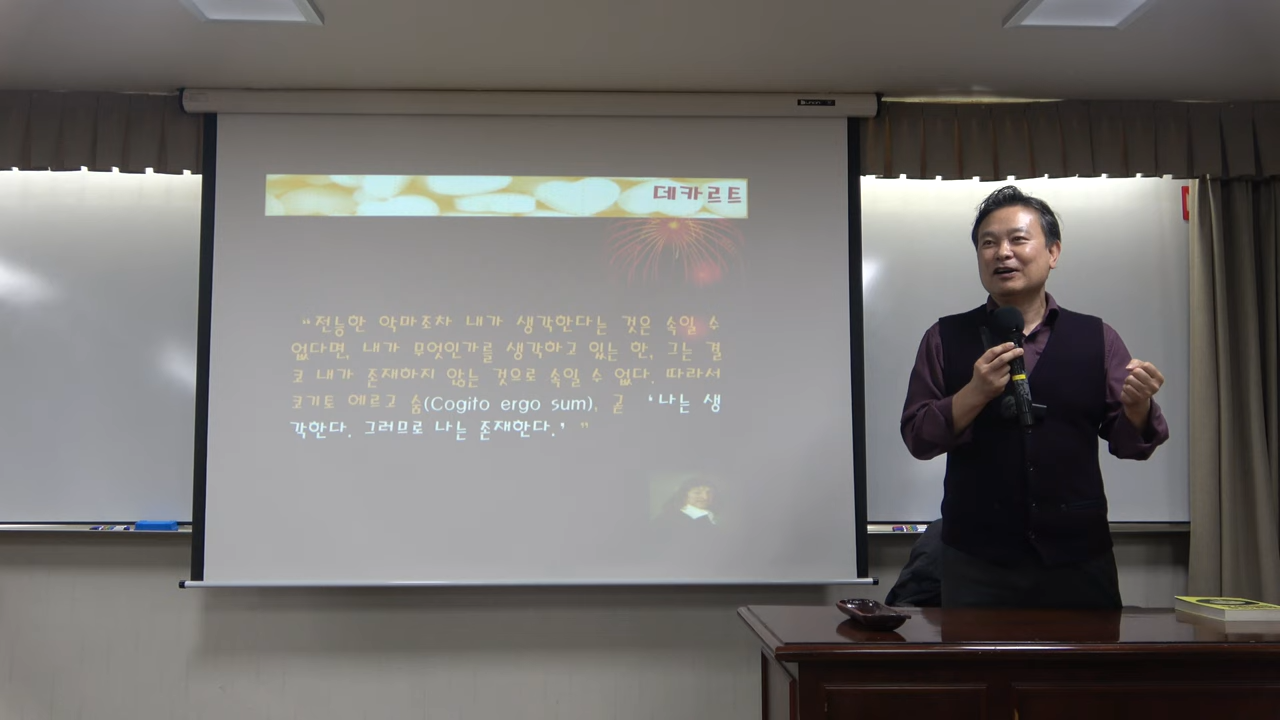 데카르트
“전능한 악마조차 내가 생각한다는 것은 속일 수
없다면, 내가 무엇인가를 생각하고 있는 한, 그는 결
코 내가 존재하지 않는 것으로 속일 수 없다. 따라서
코기토 에르고 숨(Cogito ergo sum), 곧 ‘나는 생
각한다. 그러므로 나는 존재한다.’ ”